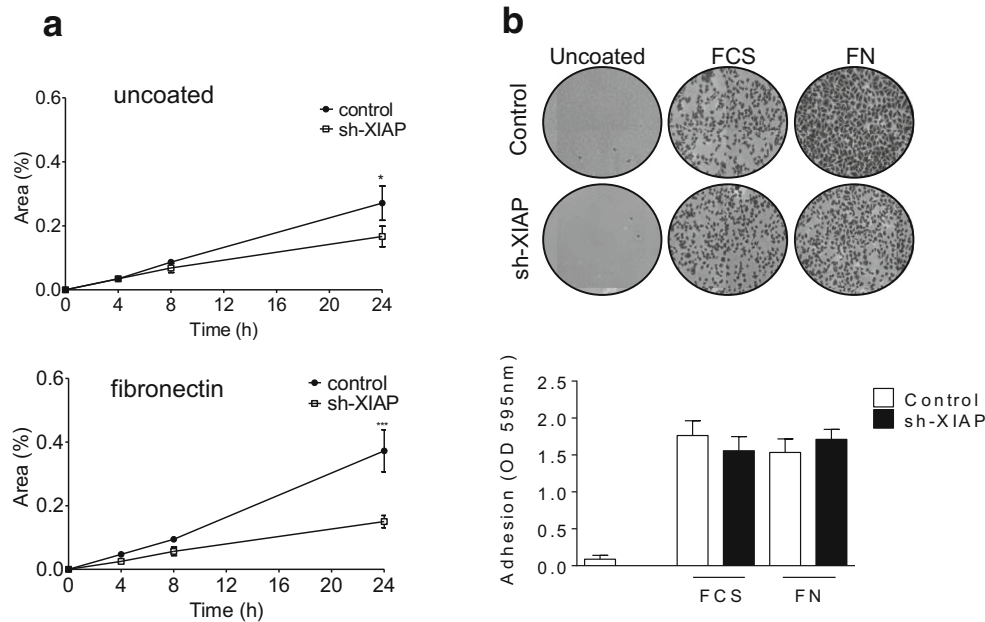 a
uncoated
control
sh-XIAP
Area (%)
0.6
0.4
0.2
0.0
*
0 4 8 12 16 20 24
Time (h)
fibronectin
control
sh-XIAP
Area (%)
0.6
0.4
0.2
0.0
***
0 4 8 12 16 20 24
Time (h)
b
Uncoated FCS FN
Control
sh-XIAP
Adhesion (OD 595nm)
2.5
2.0
1.5
1.0
0.5
0.0
Control
sh-XIAP
FCS FN